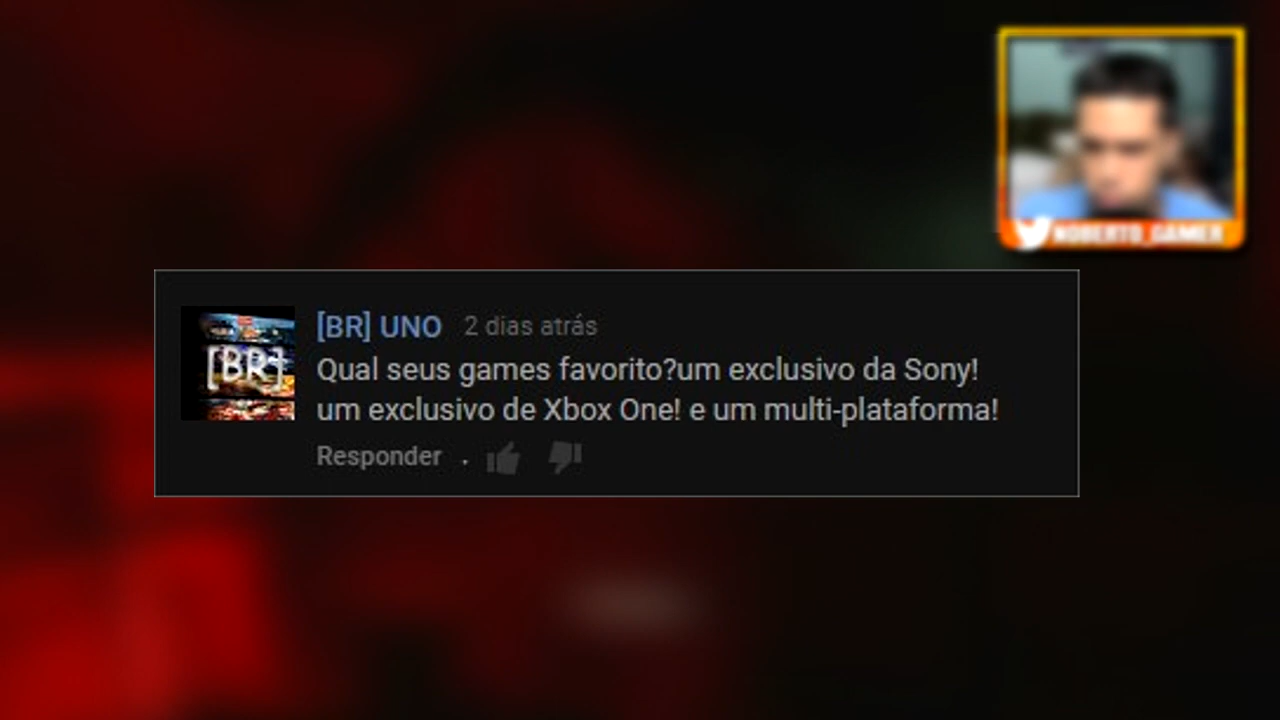 NOBERTO_GAMER
[BR] UNO 2 dias atrás
[BR]
Qual seus games favorito?um exclusivo da Sony!
um exclusivo de Xbox One! e um multi-plataforma!
Responder .